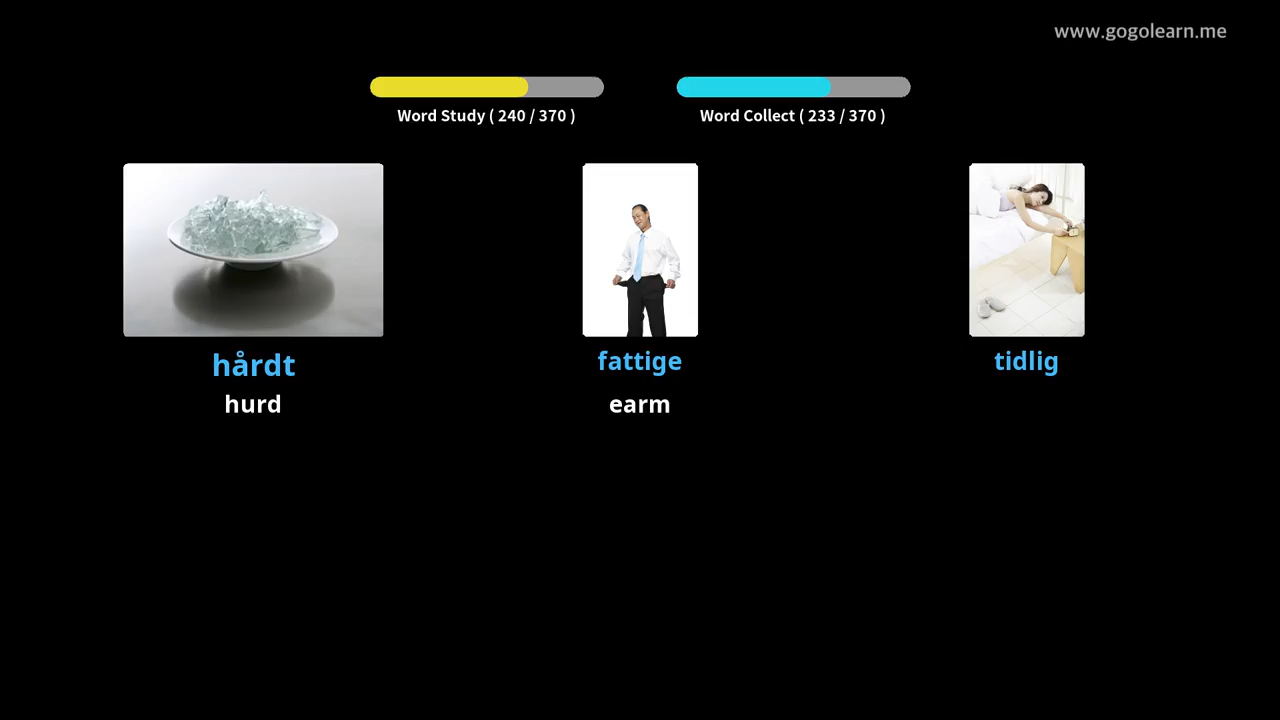 www.gogolearn.me
Word Study ( 240 / 370 )
Word Collect ( 233 / 370 )
hårdt
fattige
tidlig
hurd
earm